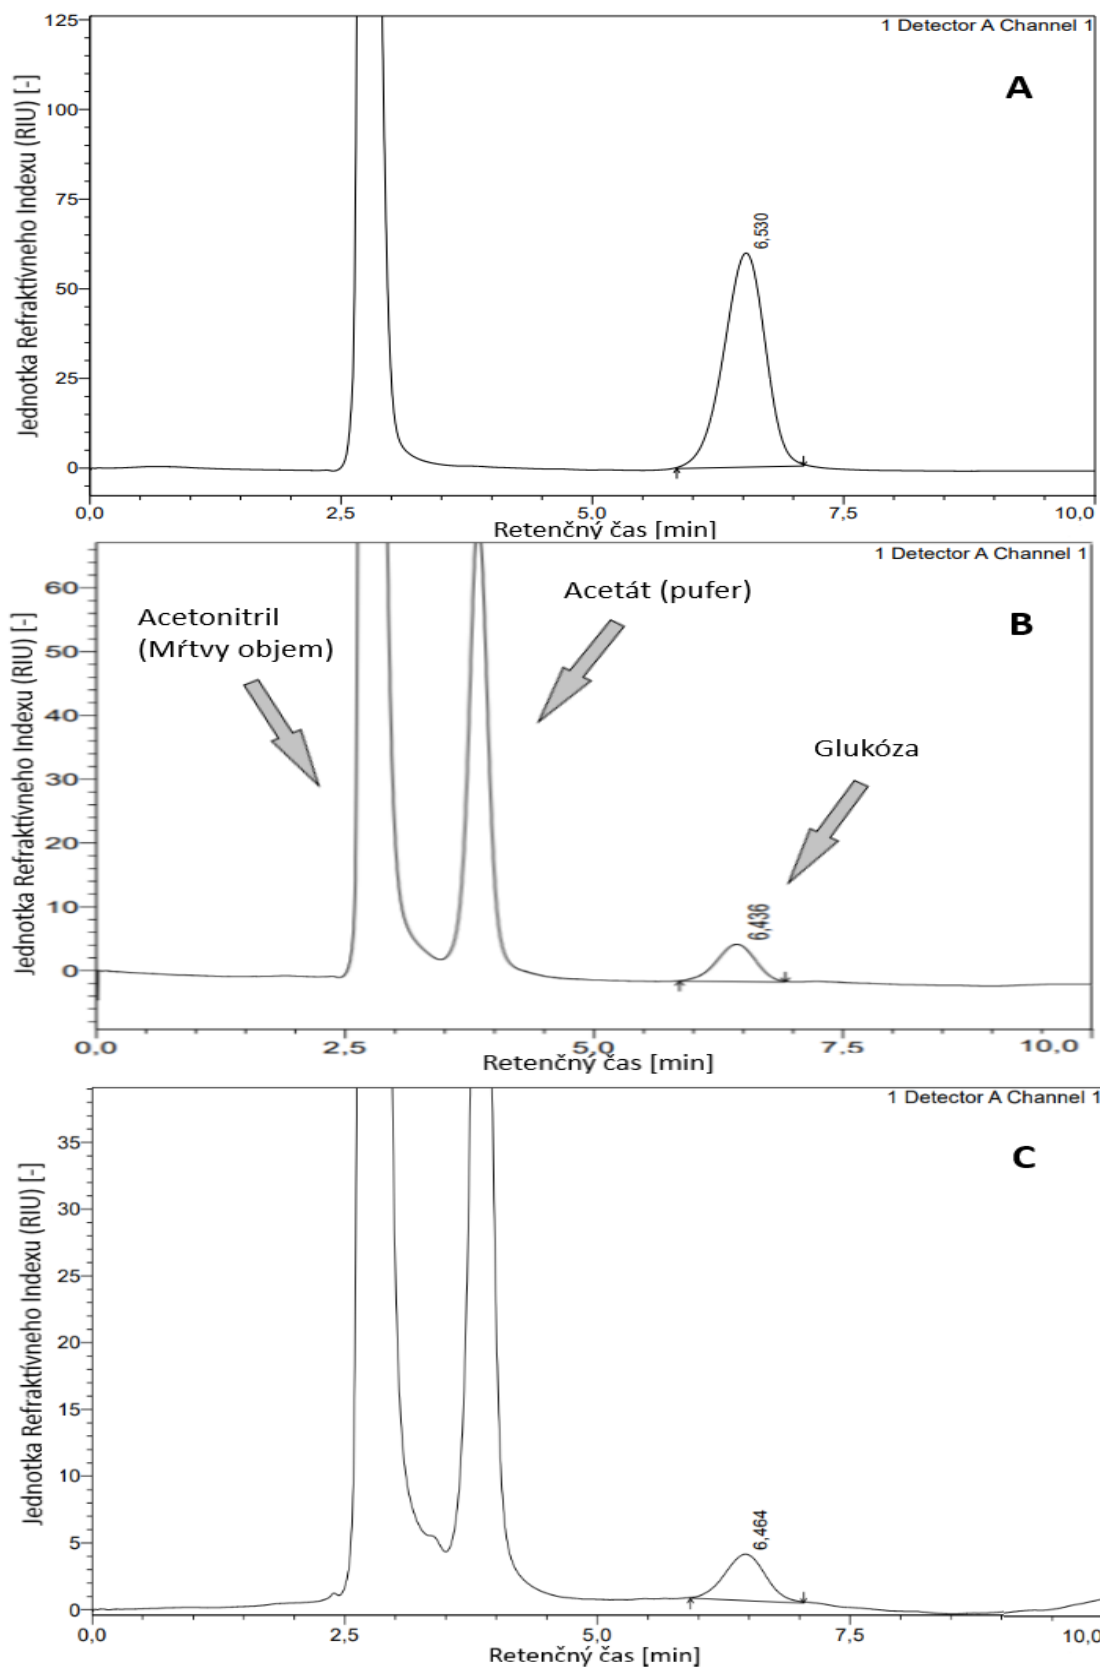 1 Detector A Channel 1
A
Jednotka Refraktívneho Indexu (RIU) [-]
125
100
75
50
25
0
6,530
0,0 2,5 5,0 7,5 10,0
Retenčný čas [min]
1 Detector A Channel 1
B
Jednotka Refraktívneho Indexu (RIU) [-]
60
50
40
30
20
10
0
Acetonitril
(Mŕtvy objem)
Acetát (pufer)
Glukóza
6,436
0,0 2,5 5,0 7,5 10,0
Retenčný čas [min]
1 Detector A Channel 1
C
Jednotka Refraktívneho Indexu (RIU) [-]
35
30
25
20
15
10
5
0
6,464
0,0 2,5 5,0 7,5 10,0
Retenčný čas [min]